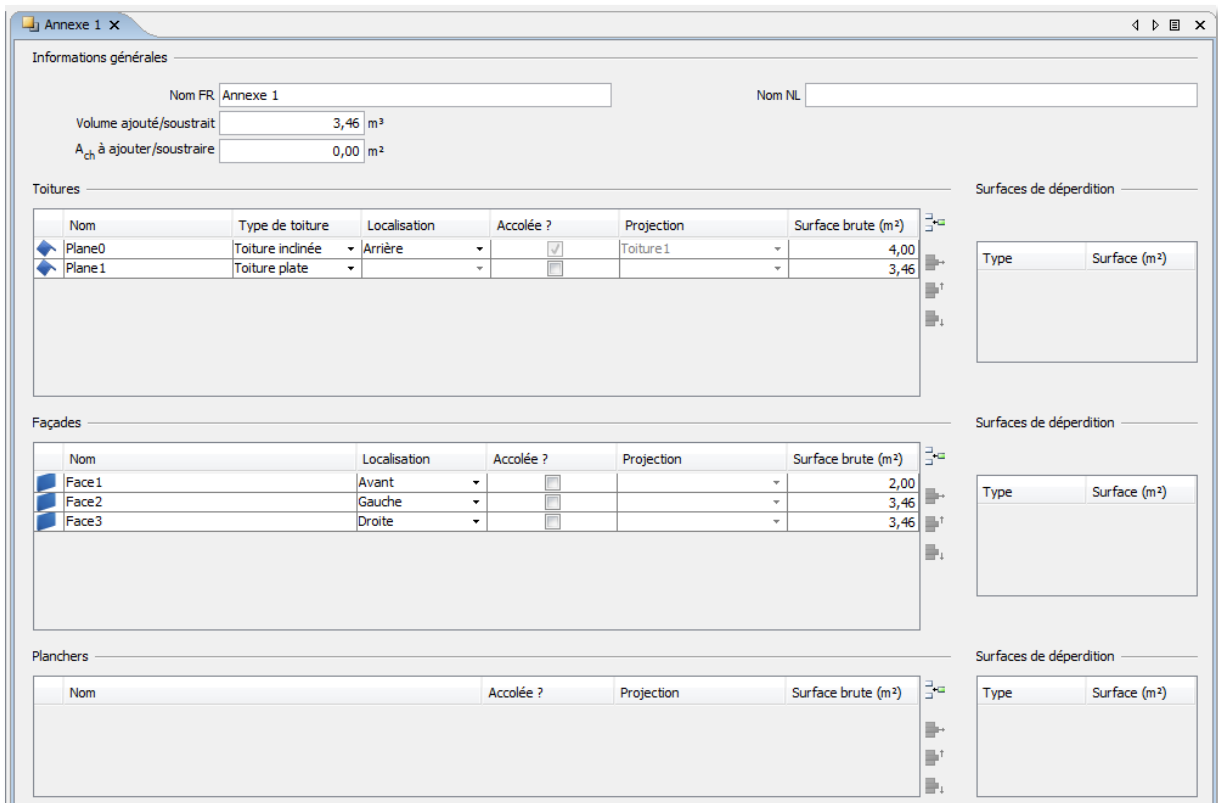 Annexe 1
Informations générales
Nom FR Annexe 1 Nom NL
Volume ajouté/soustrait 3,46 m³
Ach à ajouter/soustraire 0,00 m²
Toitures Surfaces de déperdition
Nom Type de toiture Localisation Accolée ? Projection Surface brute (m²)
Type Surface (m²)
Plane0 Toiture inclinée Arrière Toiture1 4,00
Plane1 Toiture plate 3,46
Façades Surfaces de déperdition
Nom Localisation Accolée ? Projection Surface brute (m²)
Type Surface (m²)
Face1 Avant 2,00
Face2 Gauche 3,46
Face3 Droite 3,46
Planchers Surfaces de déperdition
Nom Accolée ? Projection Surface brute (m²) Type Surface (m²)